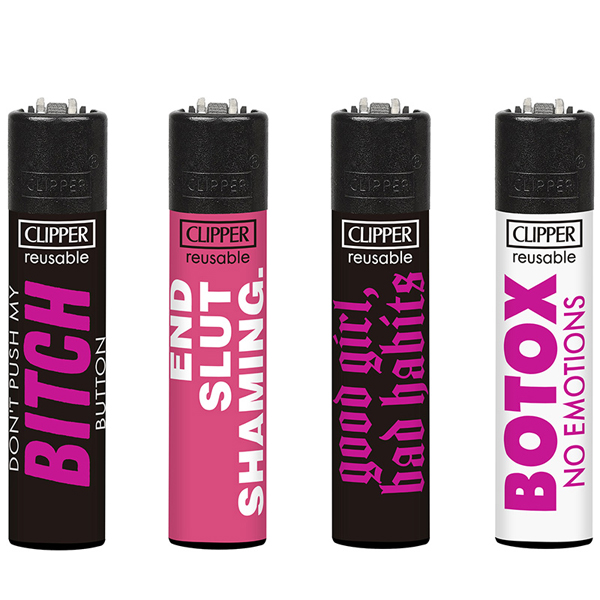 CLIPPER
CLIPPER
reusable
DON'T PUSH MY
BITCH
BUTTON
CLIPPER
CLIPPER
reusable
END
SLUT
SHAMING.
CLIPPER
CLIPPER
reusable
good girl,
bad habits
CLIPPER
CLIPPER
reusable
BOTOX
NO EMOTIONS